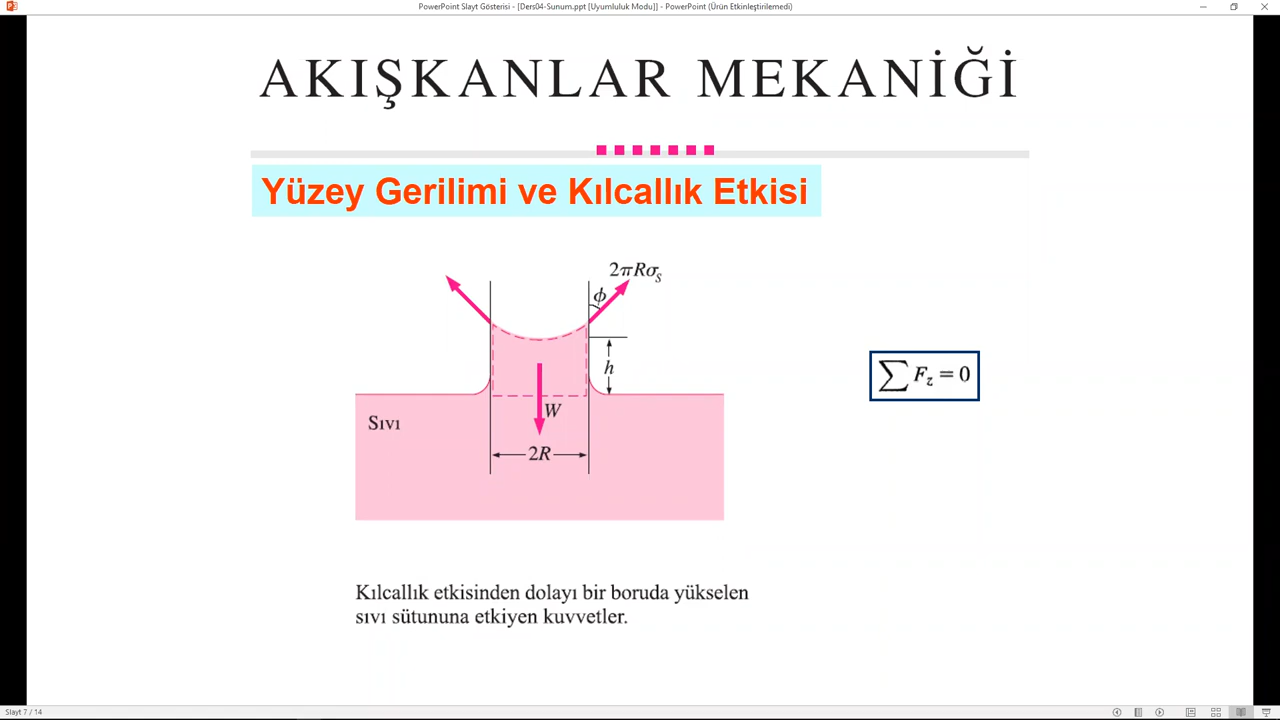 PowerPoint Slayt Gösterisi - [Ders04-Sunum.ppt [Uyumluluk Modu]] - PowerPoint (Ürün Etkinleştirilemedi)
AKIŞKANLAR MEKANİĞİ
Yüzey Gerilimi ve Kılcallık Etkisi
2πRσs
ϕ
h
∑ Fz = 0
W
Sıvı
2R
Kılcallık etkisinden dolayı bir boruda yükselen
sıvı sütununa etkiyen kuvvetler.
Slayt 7 / 14